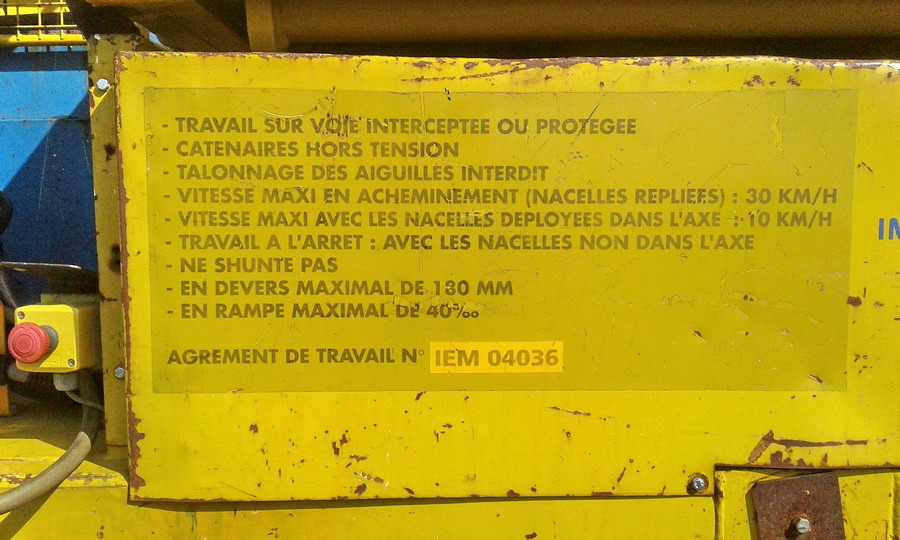 - TRAVAIL SUR VOIE INTERCEPTEE OU PROTEGEE
- CATENAIRES HORS TENSION
- TALONNAGE DES AIGUILLES INTERDIT
- VITESSE MAXI EN ACHEMINEMENT (NACELLES REPLIEES) : 30 KM/H
- VITESSE MAXI AVEC LES NACELLES DEPLOYEES DANS L'AXE : 10 KM/H
- TRAVAIL A L'ARRET : AVEC LES NACELLES NON DANS L'AXE
- NE SHUNTE PAS
- EN DEVERS MAXIMAL DE 130 MM
- EN RAMPE MAXIMAL DE 40‰
AGREMENT DE TRAVAIL N° IEM 04036